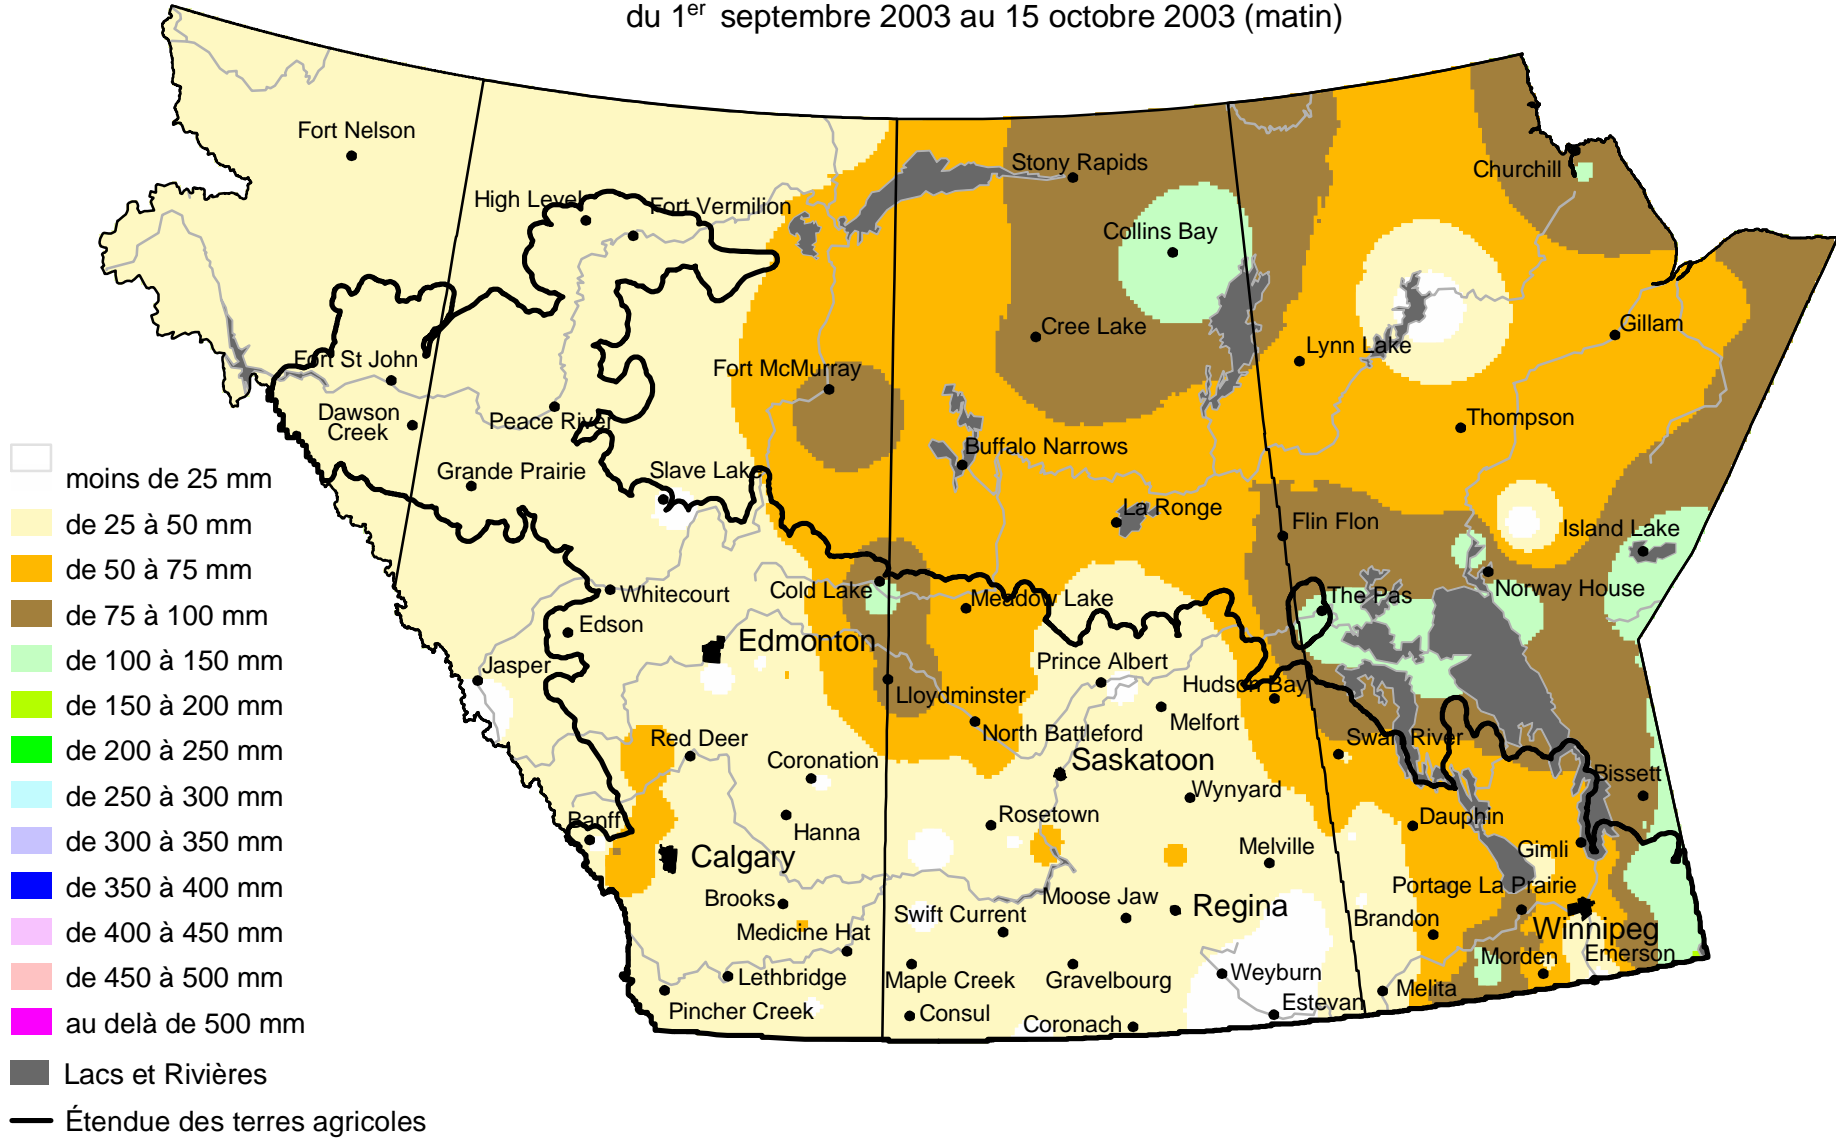 du 1er septembre 2003 au 15 octobre 2003 (matin)
Fort Nelson
Stony Rapids
Churchill
High Level
Fort Vermilion
Collins Bay
Cree Lake
Gillam
Lynn Lake
Fort St John
Fort McMurray
Dawson
Creek
Peace River
Thompson
Buffalo Narrows
Grande Prairie
Slave Lake
La Ronge
Flin Flon
Island Lake
Whitecourt
Cold Lake
Meadow Lake
The Pas
Norway House
Edson
Edmonton
Jasper
Prince Albert
Hudson Bay
Lloydminster
Melfort
North Battleford
Red Deer
Swan River
Coronation
Saskatoon
Bissett
Wynyard
Banff
Hanna
Rosetown
Dauphin
Calgary
Melville
Gimli
Brooks
Portage La Prairie
Moose Jaw
Regina
Swift Current
Brandon
Medicine Hat
Winnipeg
Morden
Emerson
Lethbridge
Maple Creek
Gravelbourg
Weyburn
Melita
Pincher Creek
Consul
Coronach
Estevan
moins de 25 mm
de 25 à 50 mm
de 50 à 75 mm
de 75 à 100 mm
de 100 à 150 mm
de 150 à 200 mm
de 200 à 250 mm
de 250 à 300 mm
de 300 à 350 mm
de 350 à 400 mm
de 400 à 450 mm
de 450 à 500 mm
au delà de 500 mm
Lacs et Rivières
Étendue des terres agricoles